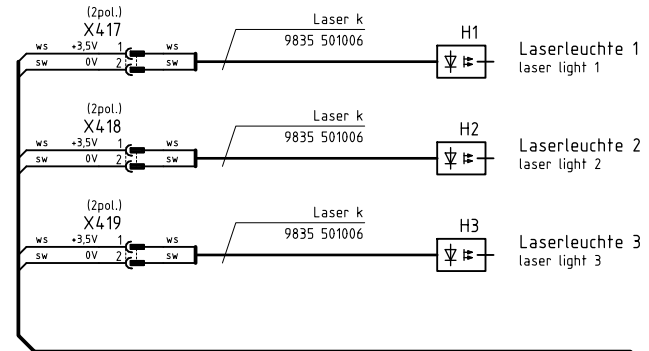 (2pol.)
X417
Laser k
9835 501006
H1
Laserleuchte 1
laser light 1
ws +3,5V 1 ws
sw 0V 2 sw
(2pol.)
X418
Laser k
9835 501006
H2
Laserleuchte 2
laser light 2
ws +3,5V 1 ws
sw 0V 2 sw
(2pol.)
X419
Laser k
9835 501006
H3
Laserleuchte 3
laser light 3
ws +3,5V 1 ws
sw 0V 2 sw